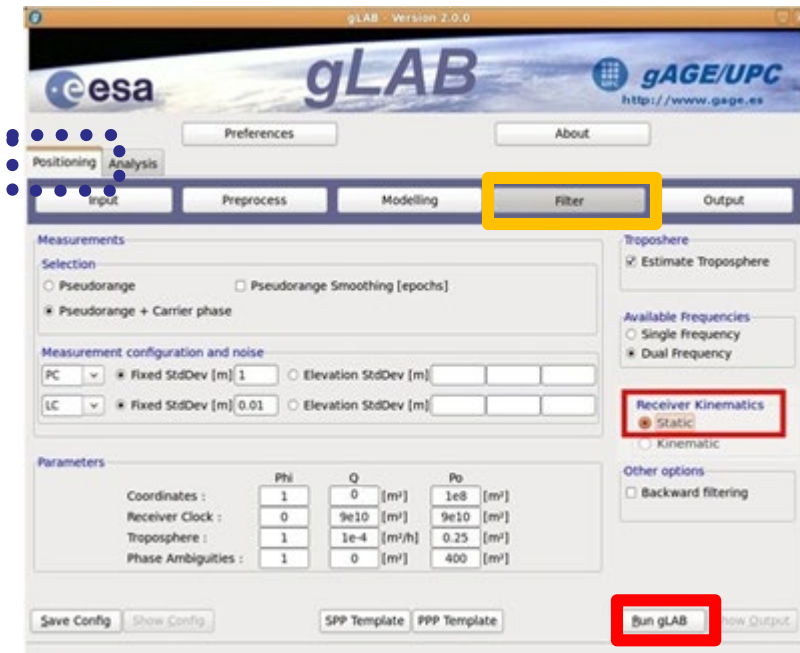 gLAB - Version 2.0.0
esa gLAB gAGE/UPC
http://www.gage.es
Preferences About
Positioning Analysis
Input Preprocess Modelling Filter Output
Measurements
Selection
Pseudorange Pseudorange Smoothing [epochs]
Pseudorange + Carrier phase
Measurement configuration and noise
PC Fixed StdDev [m] 1 Elevation StdDev [m]
LC Fixed StdDev [m] 0.01 Elevation StdDev [m]
Parameters
Phi Q Po
Coordinates : 1 0 [m²] 1e8 [m²]
Receiver Clock : 0 9e10 [m²] 9e10 [m²]
Troposphere : 1 1e-4 [m²/h] 0.25 [m²]
Phase Ambiguities : 1 0 [m²] 400 [m²]
Troposhere
Estimate Troposphere
Available Frequencies
Single Frequency
Dual Frequency
Receiver Kinematics
Static
Kinematic
Other options
Backward filtering
Save Config Show Config SPP Template PPP Template Run gLAB how Output